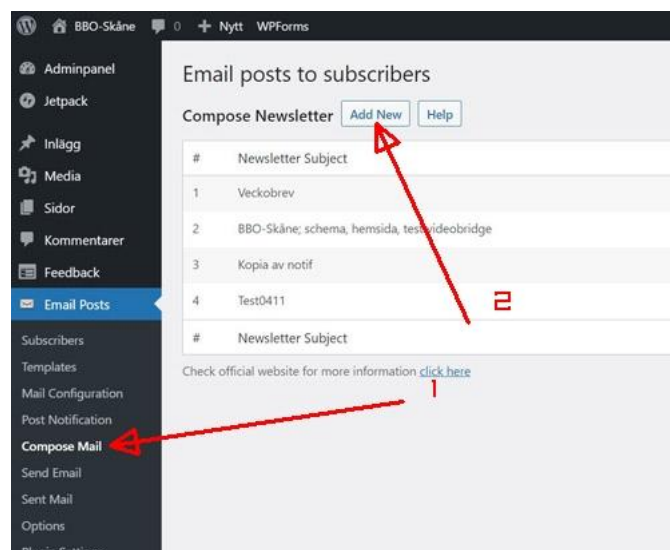 BBO-Skåne 0 + Nytt WPForms
Adminpanel
Jetpack
Inlägg
Media
Sidor
Kommentarer
Feedback
Email Posts
Subscribers
Templates
Mail Configuration
Post Notification
Compose Mail
Send Email
Sent Mail
Options
Email posts to subscribers
Compose Newsletter Add New Help
# Newsletter Subject
1 Veckobrev
2 BBO-Skåne; schema, hemsida, test videobridge
3 Kopia av notif
4 Test0411
# Newsletter Subject
Check official website for more information click here
2
1